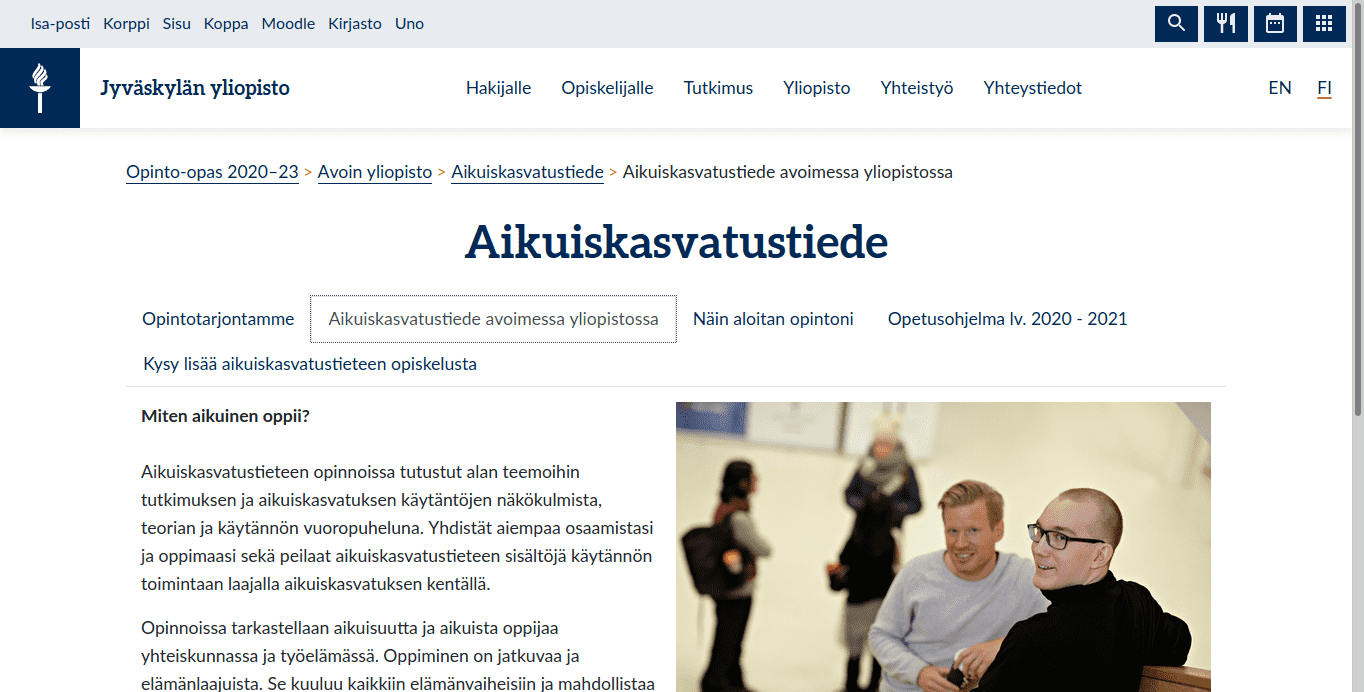 Isa-posti Korppi Sisu Koppa Moodle Kirjasto Uno
Jyväskylän yliopisto
Hakijalle Opiskelijalle Tutkimus Yliopisto Yhteistyö Yhteystiedot
EN FI
Opinto-opas 2020–23 > Avoin yliopisto > Aikuiskasvatustiede > Aikuiskasvatustiede avoimessa yliopistossa
Aikuiskasvatustiede
Opintotarjontamme Aikuiskasvatustiede avoimessa yliopistossa Näin aloitan opintoni Opetusohjelma lv. 2020 - 2021
Kysy lisää aikuiskasvatustieteen opiskelusta
Miten aikuinen oppii?
Aikuiskasvatustieteen opinnoissa tutustut alan teemoihin
tutkimuksen ja aikuiskasvatuksen käytäntöjen näkökulmista,
teorian ja käytännön vuoropuheluna. Yhdistät aiempaa osaamistasi
ja oppimaasi sekä peilaat aikuiskasvatustieteen sisältöjä käytännön
toimintaan laajalla aikuiskasvatuksen kentällä.
Opinnoissa tarkastellaan aikuisuutta ja aikuista oppijaa
yhteiskunnassa ja työelämässä. Oppiminen on jatkuvaa ja
elämänlaajuista. Se kuuluu kaikkiin elämänvaiheisiin ja mahdollistaa